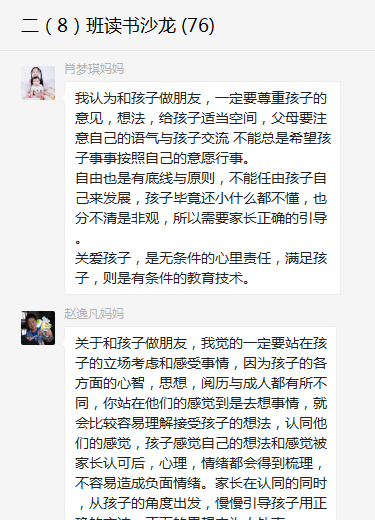 二（8）班读书沙龙 (76)
肖梦琪妈妈
我认为和孩子做朋友，一定要尊重孩子的
意见，想法，给孩子适当空间，父母要注
意自己的语气与孩子交流 不能总是希望孩
子事事按照自己的意愿行事。
自由也是有底线与原则，不能任由孩子自
己来发展，孩子毕竟还小什么都不懂，也
分不清是非观，所以需要家长正确的引导
。
关爱孩子，是无条件的心里责任，满足孩
子，则是有条件的教育技术。
赵逸凡妈妈
关于和孩子做朋友，我觉的一定要站在孩
子的立场考虑和感受事情，因为孩子的各
方面的心智，思想，阅历与成人都有所不
同，你站在他们的感觉到是去想事情，就
会比较容易理解接受孩子的想法，认同他
们的感觉，孩子感觉自己的想法和感觉被
家长认可后，心理，情绪都会得到梳理，
不容易造成负面情绪。家长在认同的同时
，从孩子的角度出发，慢慢引导孩子用正